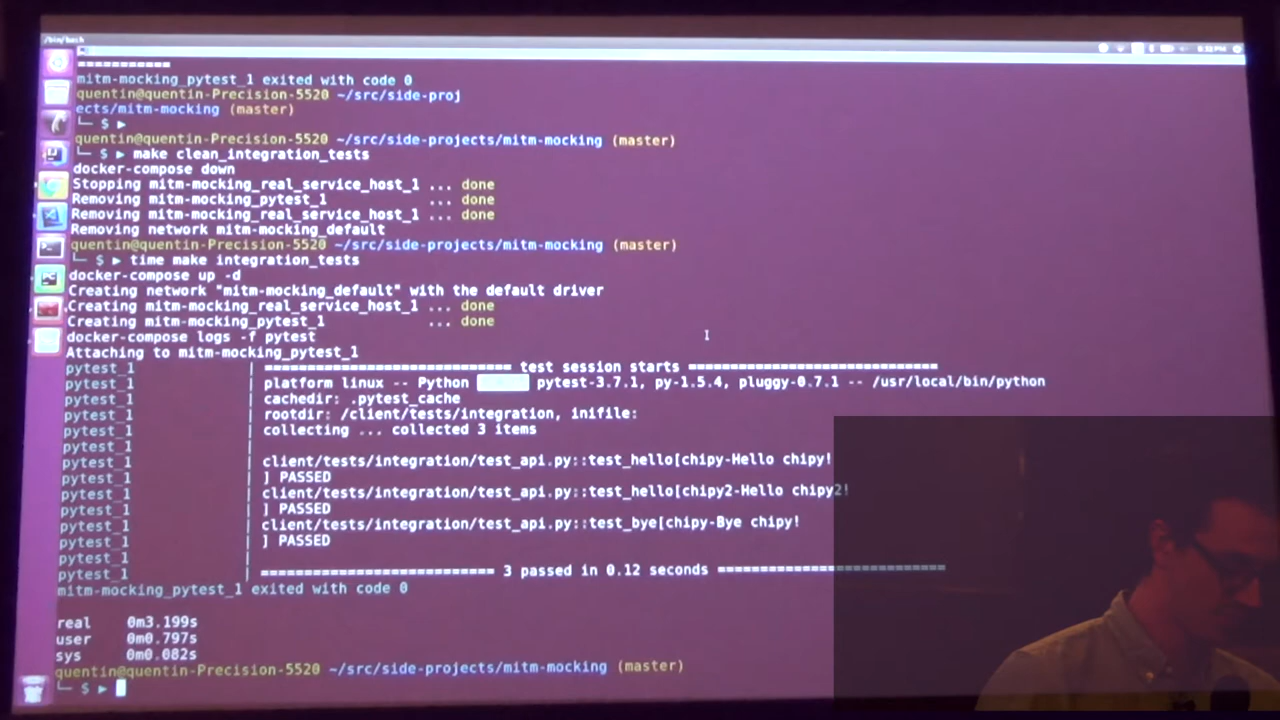 /bin/bash
===========
mitm-mocking_pytest_1 exited with code 0
quentin@quentin-Precision-5520 ~/src/side-proj
ects/mitm-mocking (master)
└─ $ ▶
quentin@quentin-Precision-5520 ~/src/side-projects/mitm-mocking (master)
└─ $ ▶ make clean_integration_tests
docker-compose down
Stopping mitm-mocking_real_service_host_1 ... done
Removing mitm-mocking_pytest_1 ... done
Removing mitm-mocking_real_service_host_1 ... done
Removing network mitm-mocking_default
quentin@quentin-Precision-5520 ~/src/side-projects/mitm-mocking (master)
└─ $ ▶ time make integration_tests
docker-compose up -d
Creating network "mitm-mocking_default" with the default driver
Creating mitm-mocking_real_service_host_1 ... done
Creating mitm-mocking_pytest_1 ... done
docker-compose logs -f pytest
Attaching to mitm-mocking_pytest_1
pytest_1 | ============================= test session starts =============================
pytest_1 | platform linux -- Python pytest-3.7.1, py-1.5.4, pluggy-0.7.1 -- /usr/local/bin/python
pytest_1 | cachedir: .pytest_cache
pytest_1 | rootdir: /client/tests/integration, inifile:
pytest_1 | collecting ... collected 3 items
pytest_1 |
pytest_1 | client/tests/integration/test_api.py::test_hello[chipy-Hello chipy!
pytest_1 | ] PASSED
pytest_1 | client/tests/integration/test_api.py::test_hello[chipy2-Hello chipy2!
pytest_1 | ] PASSED
pytest_1 | client/tests/integration/test_api.py::test_bye[chipy-Bye chipy!
pytest_1 | ] PASSED
pytest_1 |
pytest_1 | =========================== 3 passed in 0.12 seconds ===========================
mitm-mocking_pytest_1 exited with code 0
real 0m3.199s
user 0m0.797s
sys 0m0.082s
quentin@quentin-Precision-5520 ~/src/side-projects/mitm-mocking (master)
└─ $ ▶